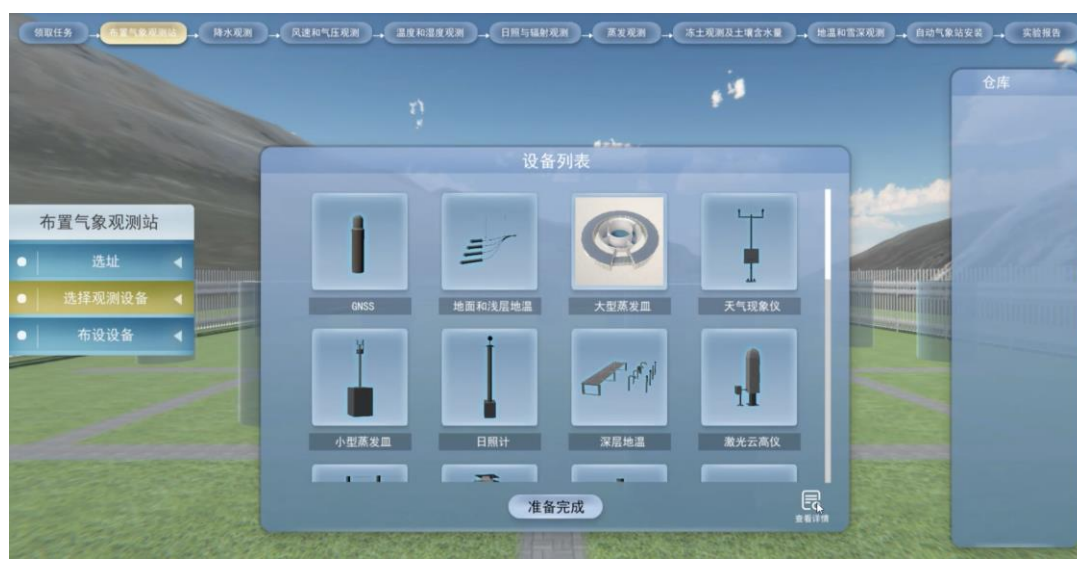 领取任务
布置气象观测站
降水观测
风速和气压观测
温度和湿度观测
日照与辐射观测
蒸发观测
冻土观测及土壤含水量
地温和雪深观测
自动气象站安装
实验报告
仓库
设备列表
布置气象观测站
选址
选择观测设备
布设设备
GNSS
地面和浅层地温
大型蒸发皿
天气现象仪
小型蒸发皿
日照计
深层地温
激光云高仪
准备完成
查看详情